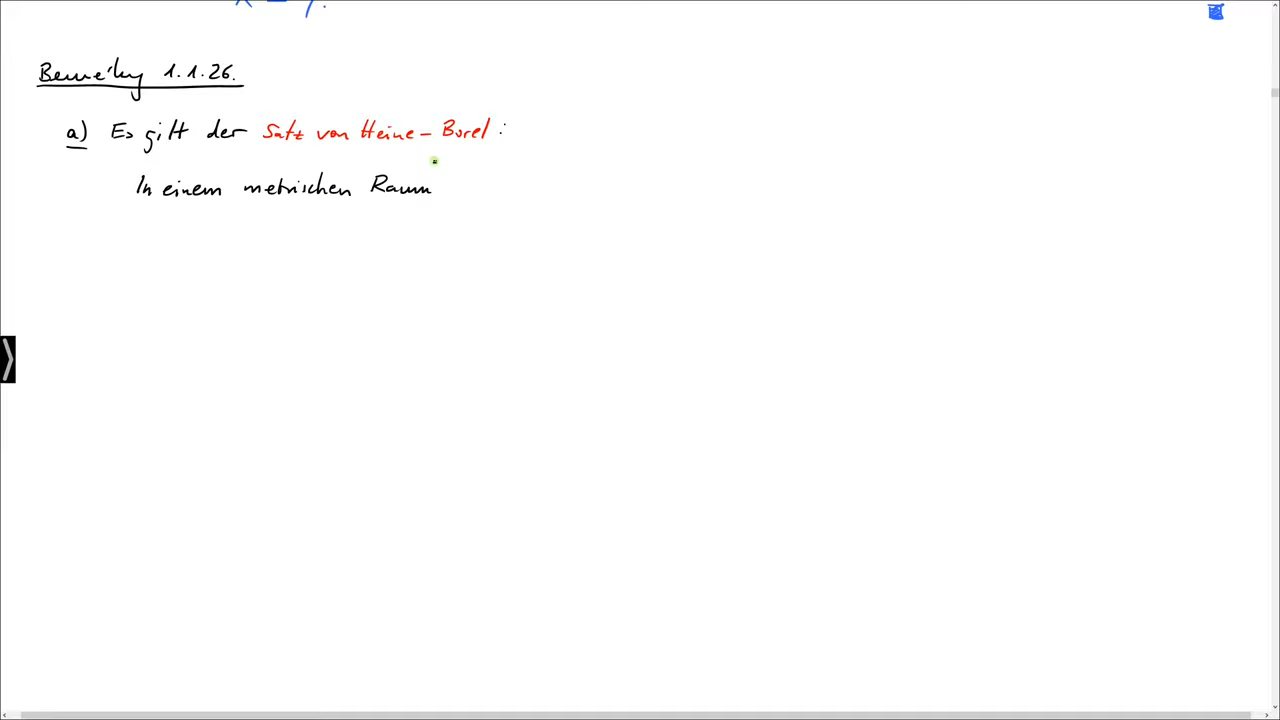 Bemerkung 1.1.26.
a) Es gilt der Satz von Heine-Borel:
In einem metrischen Raum